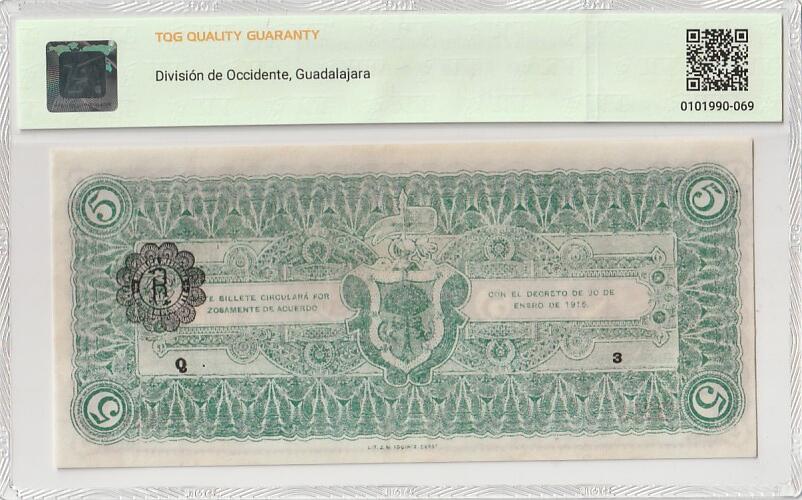 TQG QUALITY GUARANTY
División de Occidente, Guadalajara
0101990-069
5 5
E BILLETE CIRCULARÁ FOR
ZOSAMENTE DE ACUERDO
CON EL DECRETO DE 20 DE
ENERO DE 1915.
Q 3
5 5